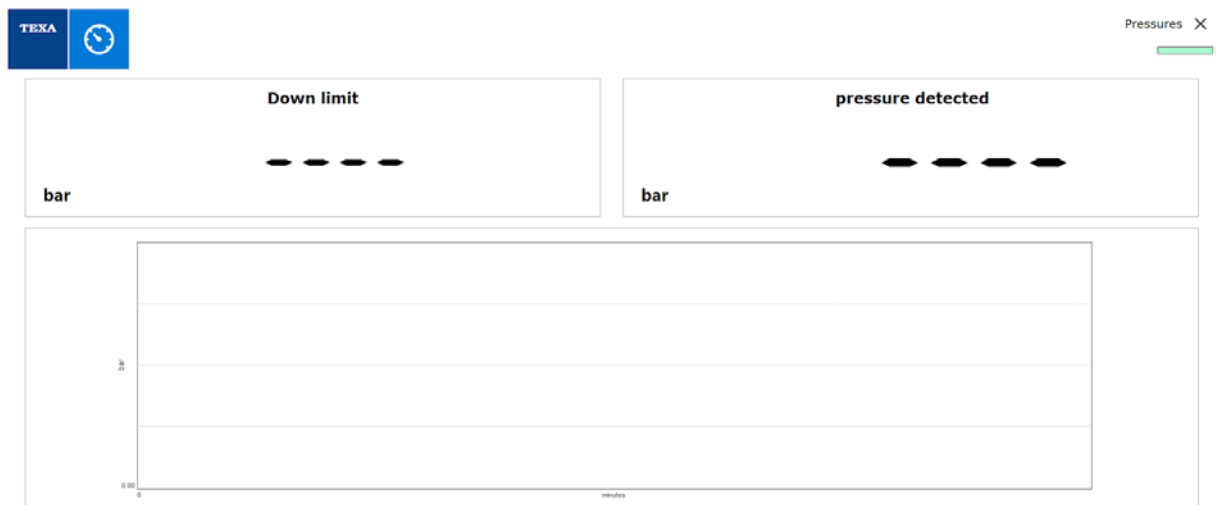 TEXA
Pressures
Down limit
pressure detected
----
----
bar
bar
bar
0.00
0
minutes